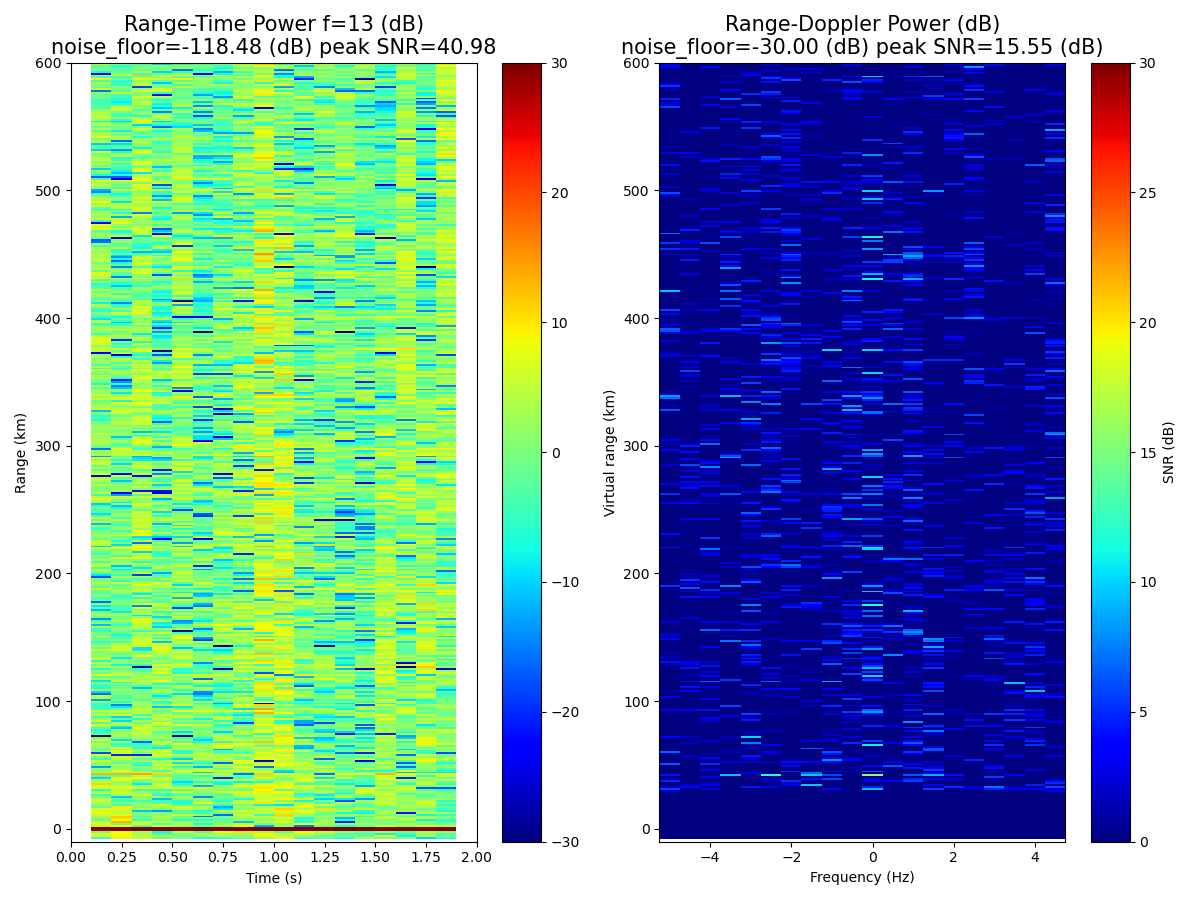 Range-Time Power f=13 (dB)
noise_floor=-118.48 (dB) peak SNR=40.98
Range (km)
600
500
400
300
200
100
0
0.00 0.25 0.50 0.75 1.00 1.25 1.50 1.75 2.00
Time (s)
30
20
10
0
−10
−20
−30
Range-Doppler Power (dB)
noise_floor=-30.00 (dB) peak SNR=15.55 (dB)
Virtual range (km)
600
500
400
300
200
100
0
−4 −2 0 2 4
Frequency (Hz)
30
25
20
15
10
5
0
SNR (dB)